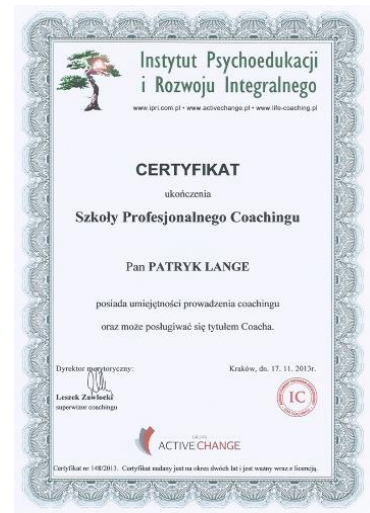 Instytut Psychoedukacji
i Rozwoju Integralnego
www.ipri.com.pl • www.activechange.pl • www.life-coaching.pl
CERTYFIKAT
ukończenia
Szkoły Profesjonalnego Coachingu
Pan PATRYK LANGE
posiada umiejętności prowadzenia coachingu
oraz może posługiwać się tytułem Coacha.
Dyrektor merytoryczny:
Kraków, dn. 17. 11. 2013r.
Leszek Zawlocki
superwizor coachingu
IC
GRUPA
ACTIVE CHANGE
Certyfikat nr 148/2013. Certyfikat nadany jest na okres dwóch lat i jest ważny wraz z licencją.